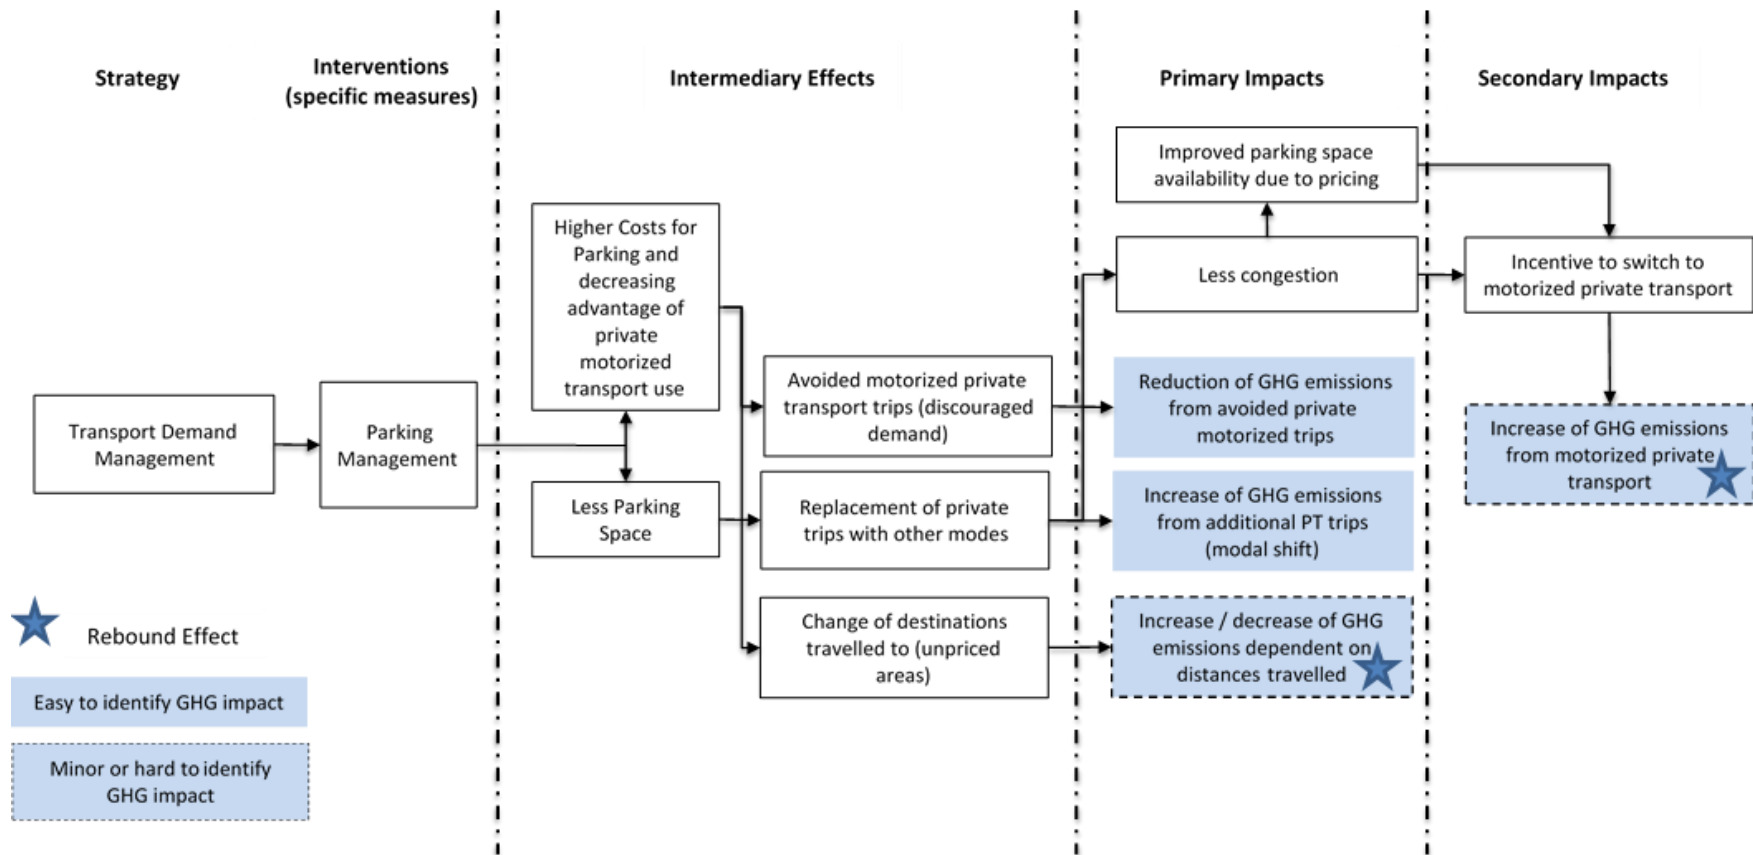 Strategy
Interventions
(specific measures)
Intermediary Effects
Primary Impacts
Secondary Impacts
Transport Demand
Management
Parking
Management
Higher Costs for
Parking and
decreasing
advantage of
private
motorized
transport use
Less Parking
Space
Avoided motorized private
transport trips (discouraged
demand)
Replacement of private
trips with other modes
Change of destinations
travelled to (unpriced
areas)
Improved parking space
availability due to pricing
Less congestion
Reduction of GHG emissions
from avoided private
motorized trips
Increase of GHG emissions
from additional PT trips
(modal shift)
Increase / decrease of GHG
emissions dependent on
distances travelled
Incentive to switch to
motorized private transport
Increase of GHG emissions
from motorized private
transport
Rebound Effect
Easy to identify GHG impact
Minor or hard to identify
GHG impact